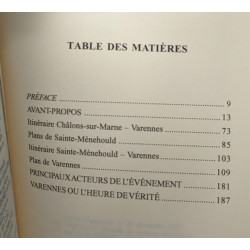 TABLE DES MATIÈRES
PRÉFACE 9
AVANT-PROPOS 13
Itinéraire Châlons-sur-Marne – Varennes 73
Plans de Sainte-Ménehould 85
Itinéraire Sainte-Ménehould – Varennes 103
Plan de Varennes 109
PRINCIPAUX ACTEURS DE L'ÉVÉNEMENT 181
VARENNES OU L'HEURE DE VÉRITÉ 187